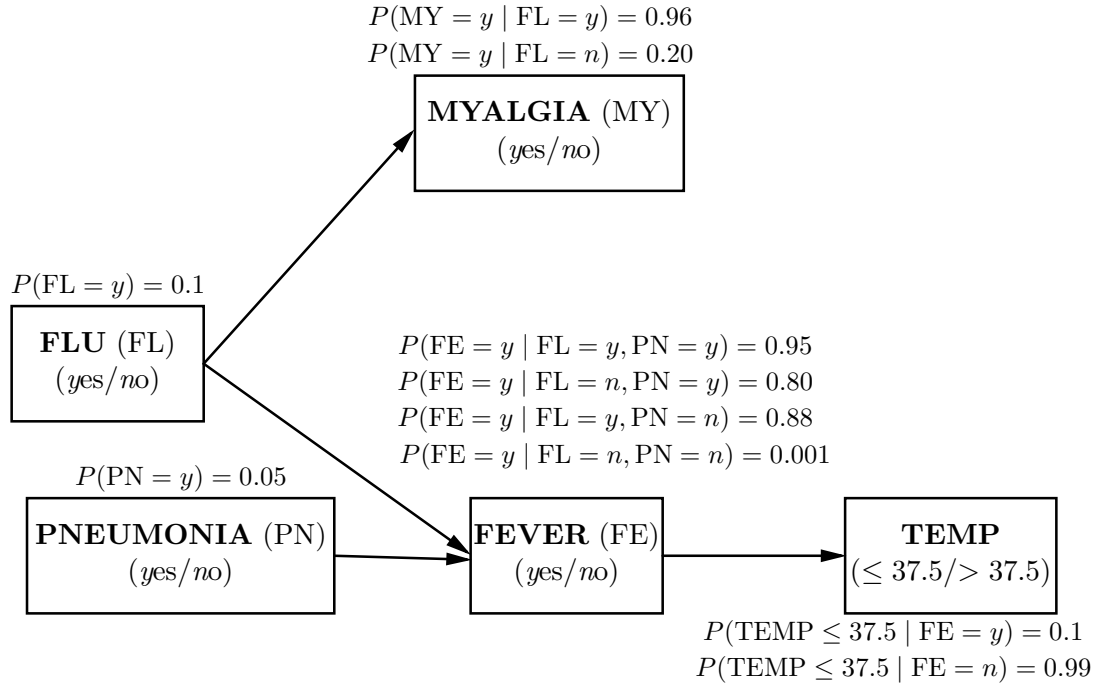 P(MY = y | FL = y) = 0.96
P(MY = y | FL = n) = 0.20
MYALGIA (MY)
(yes/no)
P(FL = y) = 0.1
FLU (FL)
(yes/no)
P(FE = y | FL = y, PN = y) = 0.95
P(FE = y | FL = n, PN = y) = 0.80
P(FE = y | FL = y, PN = n) = 0.88
P(FE = y | FL = n, PN = n) = 0.001
P(PN = y) = 0.05
PNEUMONIA (PN)
(yes/no)
FEVER (FE)
(yes/no)
TEMP
(≤ 37.5/> 37.5)
P(TEMP ≤ 37.5 | FE = y) = 0.1
P(TEMP ≤ 37.5 | FE = n) = 0.99